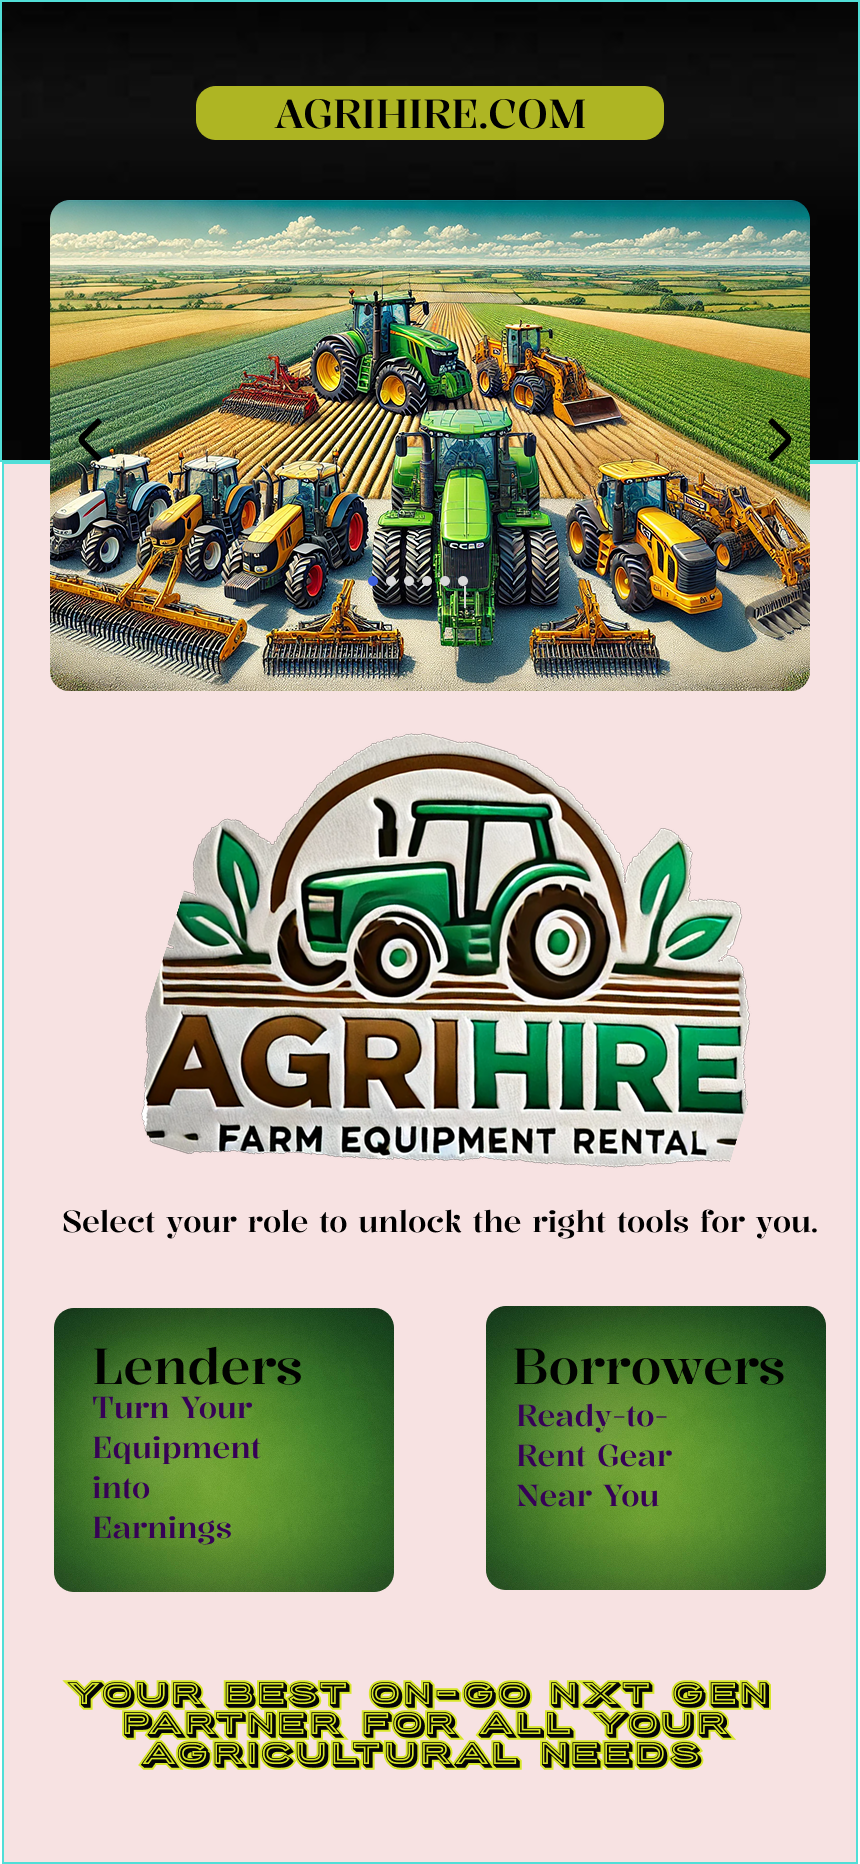 AGRIHIRE.COM
AGRIHIRE
FARM EQUIPMENT RENTAL
Select your role to unlock the right tools for you.
Lenders
Turn Your
Equipment
into
Earnings
Borrowers
Ready-to-
Rent Gear
Near You
YOUR BEST ON-GO NXT GEN
PARTNER FOR ALL YOUR
AGRICULTURAL NEEDS